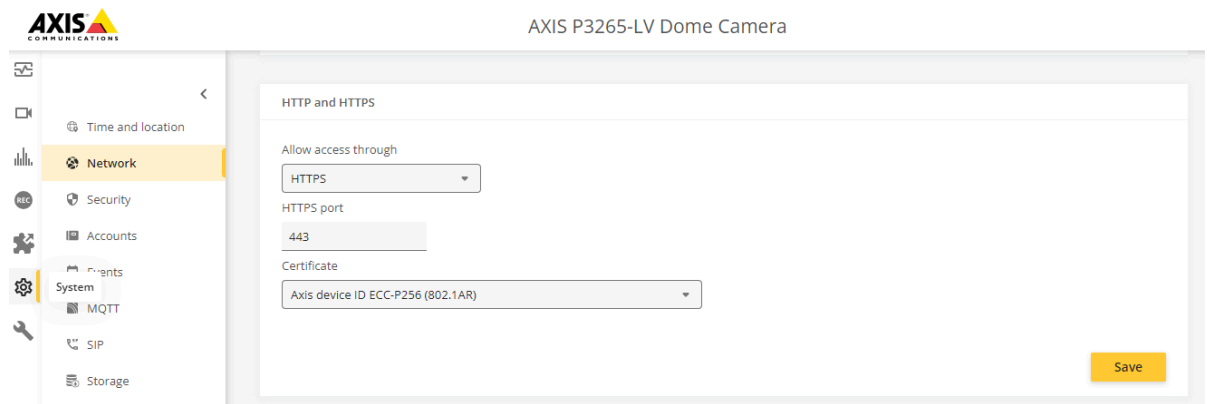 AXIS
COMMUNICATIONS
AXIS P3265-LV Dome Camera
REC
Time and location
Network
Security
Accounts
Events
System
MQTT
SIP
Storage
HTTP and HTTPS
Allow access through
HTTPS
HTTPS port
443
Certificate
Axis device ID ECC-P256 (802.1AR)
Save